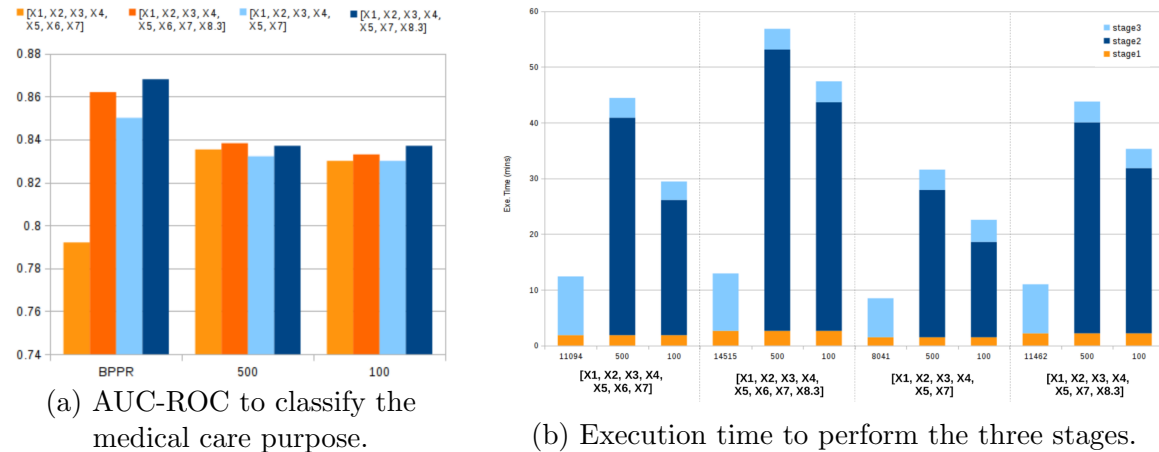 [X1, X2, X3, X4,
X5, X6, X7]
[X1, X2, X3, X4,
X5, X6, X7, X8.3]
[X1, X2, X3, X4,
X5, X7]
[X1, X2, X3, X4,
X5, X7, X8.3]
0.88
0.86
0.84
0.82
0.8
0.78
0.76
0.74
BPPR 500 100
(a) AUC-ROC to classify the
medical care purpose.
60
50
40
30
20
10
0
Exe. Time (mins)
stage3
stage2
stage1
11094 500 100 14515 500 100 8041 500 100 11462 500 100
[X1, X2, X3, X4,
X5, X6, X7]
[X1, X2, X3, X4,
X5, X6, X7, X8.3]
[X1, X2, X3, X4,
X5, X7]
[X1, X2, X3, X4,
X5, X7, X8.3]
(b) Execution time to perform the three stages.